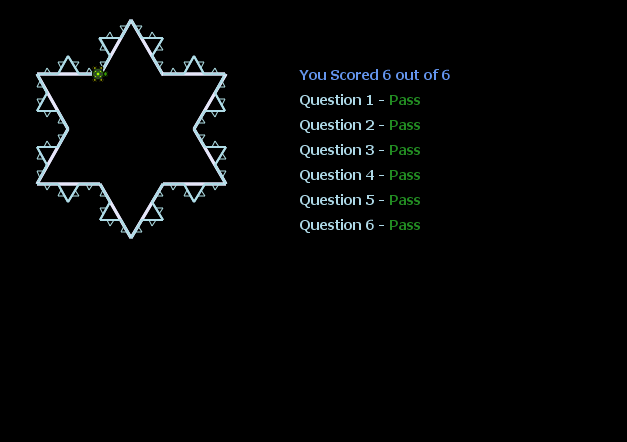 You Scored 6 out of 6
Question 1 - Pass
Question 2 - Pass
Question 3 - Pass
Question 4 - Pass
Question 5 - Pass
Question 6 - Pass